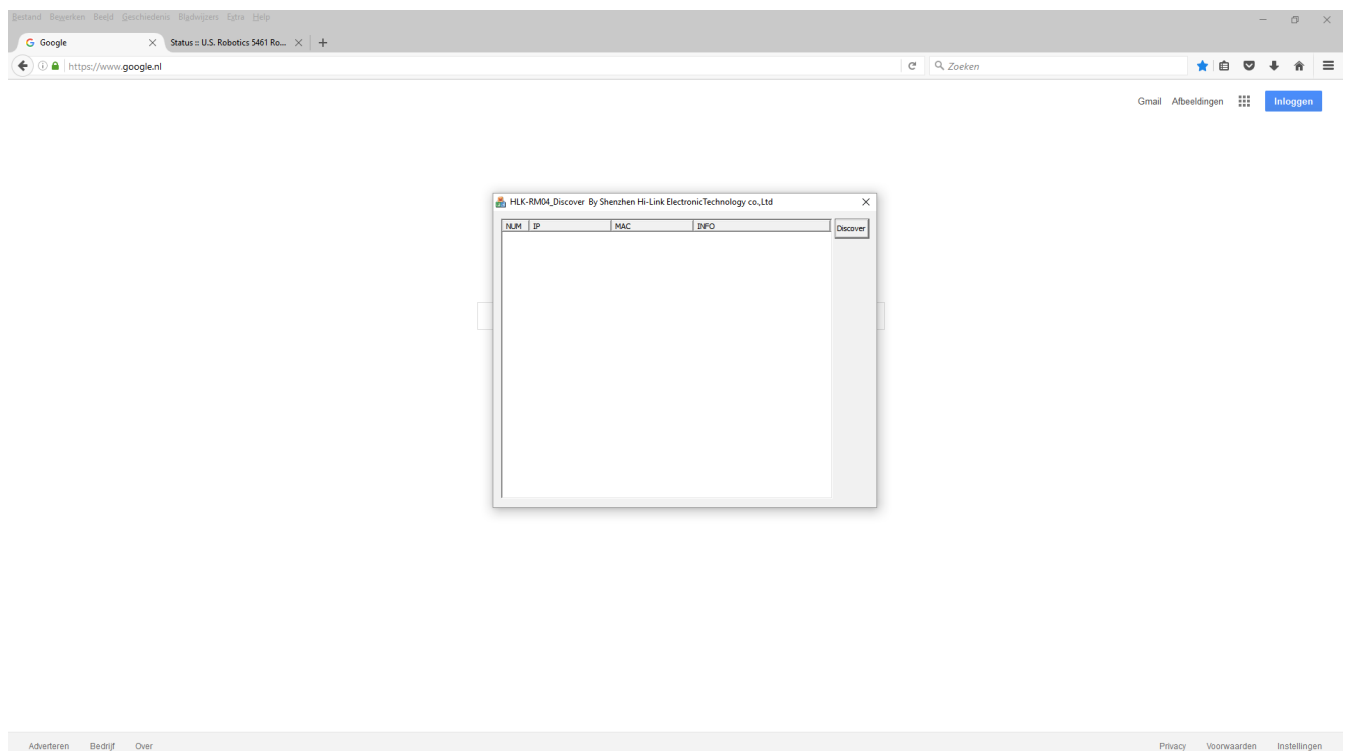 Bestand Bewerken Beeld Geschiedenis Bladwijzers Extra Help
Google Status :: U.S. Robotics 5461 Ro...
https://www.google.nl Zoeken
Gmail Afbeeldingen Inloggen
HLK-RM04_Discover By Shenzhen Hi-Link ElectronicTechnology co.,Ltd
NUM IP MAC INFO Discover
Adverteren Bedrijf Over Privacy Voorwaarden Instellingen